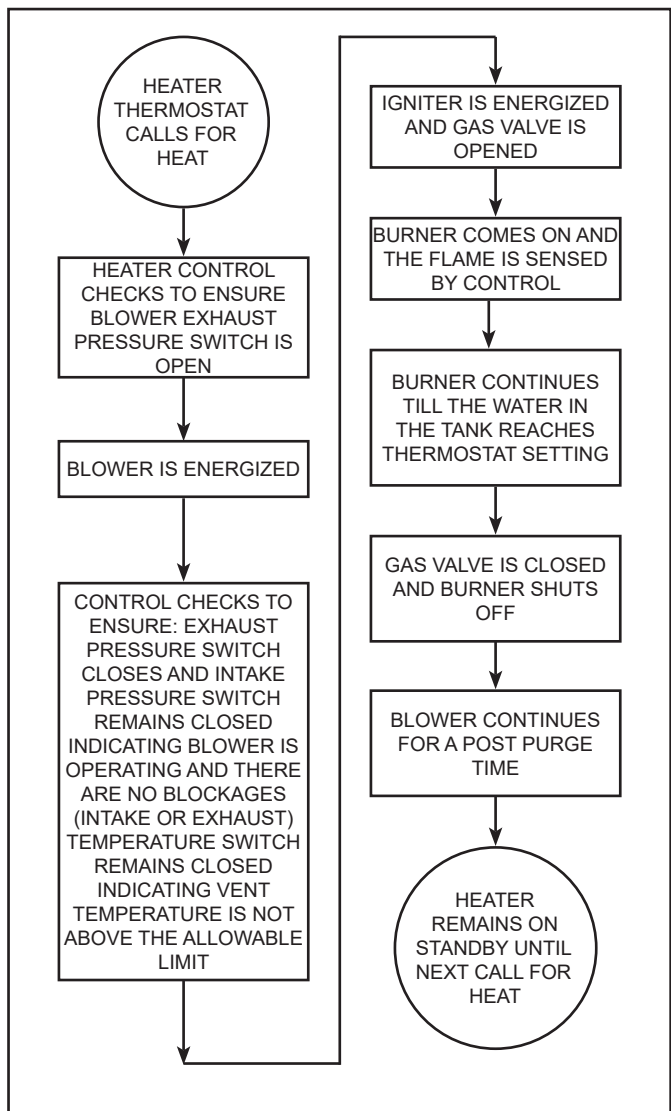 HEATER
THERMOSTAT
CALLS FOR
HEAT
HEATER CONTROL
CHECKS TO ENSURE
BLOWER EXHAUST
PRESSURE SWITCH IS
OPEN
BLOWER IS ENERGIZED
CONTROL CHECKS TO
ENSURE: EXHAUST
PRESSURE SWITCH
CLOSES AND INTAKE
PRESSURE SWITCH
REMAINS CLOSED
INDICATING BLOWER IS
OPERATING AND THERE
ARE NO BLOCKAGES
(INTAKE OR EXHAUST)
TEMPERATURE SWITCH
REMAINS CLOSED
INDICATING VENT
TEMPERATURE IS NOT
ABOVE THE ALLOWABLE
LIMIT
IGNITER IS ENERGIZED
AND GAS VALVE IS
OPENED
BURNER COMES ON AND
THE FLAME IS SENSED
BY CONTROL
BURNER CONTINUES
TILL THE WATER IN
THE TANK REACHES
THERMOSTAT SETTING
GAS VALVE IS CLOSED
AND BURNER SHUTS
OFF
BLOWER CONTINUES
FOR A POST PURGE
TIME
HEATER
REMAINS ON
STANDBY UNTIL
NEXT CALL FOR
HEAT